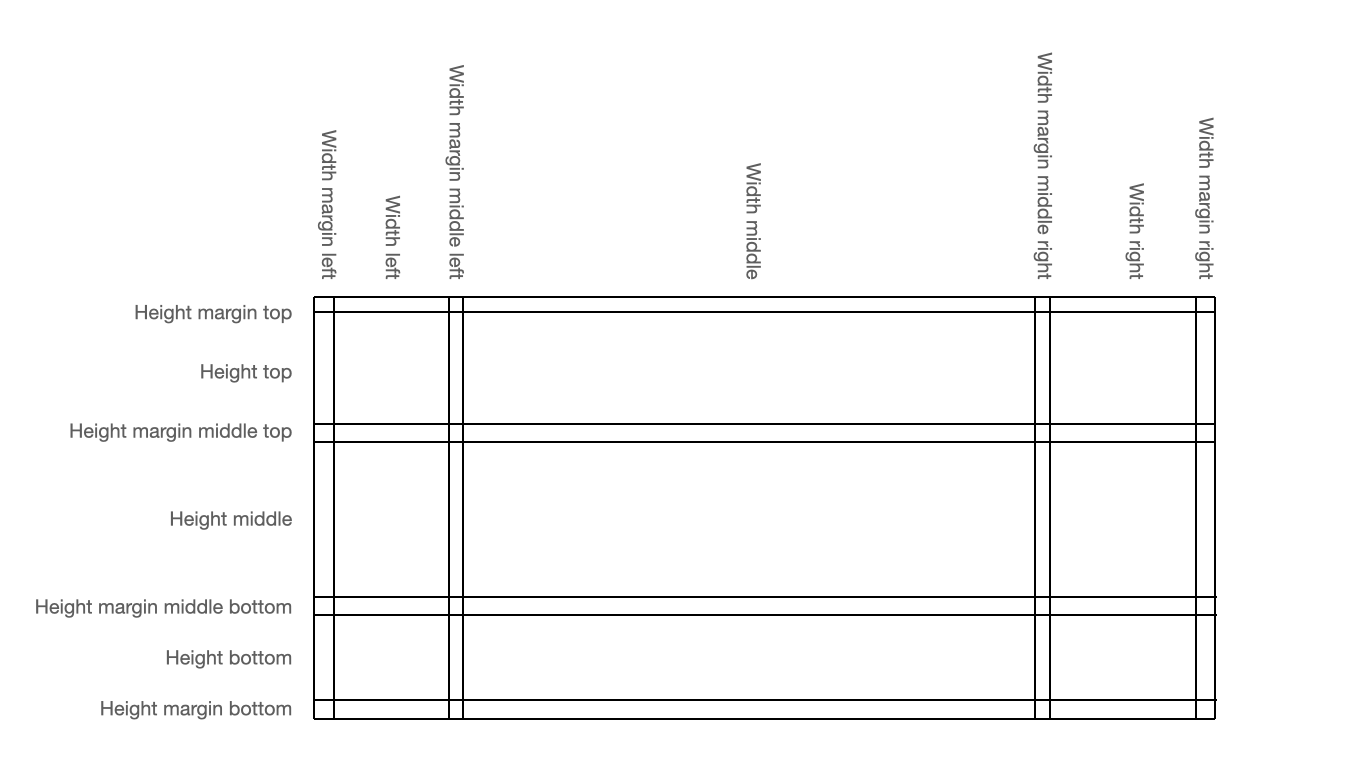 Width margin left
Width left
Width margin middle left
Width middle
Width margin middle right
Width right
Width margin right
Height margin top
Height top
Height margin middle top
Height middle
Height margin middle bottom
Height bottom
Height margin bottom